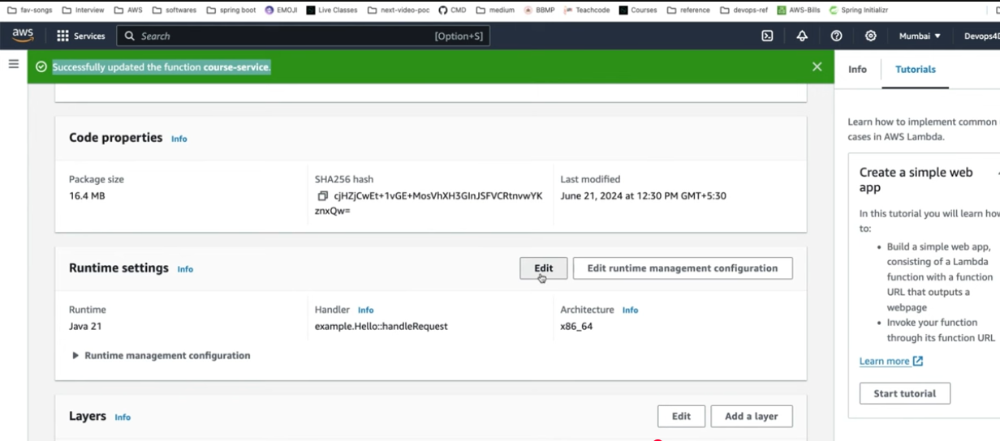 fav-songs Interview AWS softwares spring boot EMOJI Live Classes next-video-poc CMD medium BBMP Teachcode Courses reference devops-ref AWS-Bills Spring Initializr
aws Services Search [Option+S] Mumbai ▼
Successfully updated the function course-service.
Info Tutorials
Learn how to implement common
cases in AWS Lambda.
Code properties Info
Package size
16.4 MB
SHA256 hash
cjHZjCwEt+1vGE+MosVhXH3GInJSFVCRtnvwYK
znxQw=
Last modified
June 21, 2024 at 12:30 PM GMT+5:30
Runtime settings Info Edit Edit runtime management configuration
Runtime
Java 21
Handler Info
example.Hello::handleRequest
Architecture Info
x86_64
Runtime management configuration
Layers Info Edit Add a layer
Create a simple web
app
In this tutorial you will learn how
to:
• Build a simple web app,
consisting of a Lambda
function with a function
URL that outputs a
webpage
• Invoke your function
through its function URL
Learn more
Start tutorial